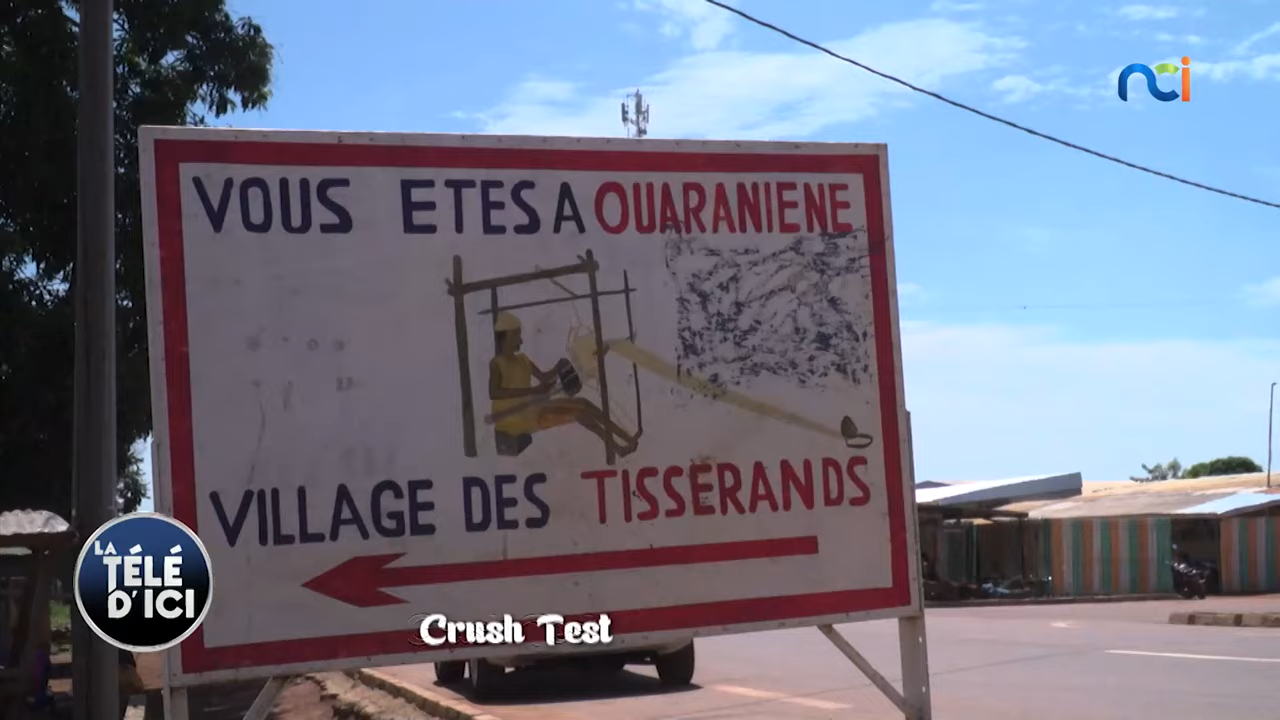 nci
VOUS ETES A OUARANIENE
VILLAGE DES TISSERANDS
LA
TÉLÉ
D'ICI
Crush Test